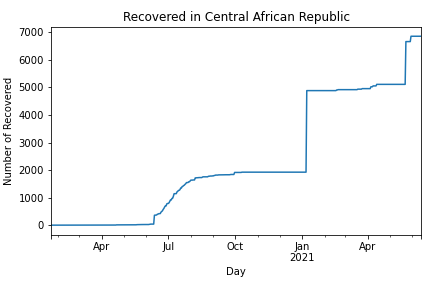 Recovered in Central African Republic
Number of Recovered
7000
6000
5000
4000
3000
2000
1000
0
Apr Jul Oct Jan Apr
2021
Day